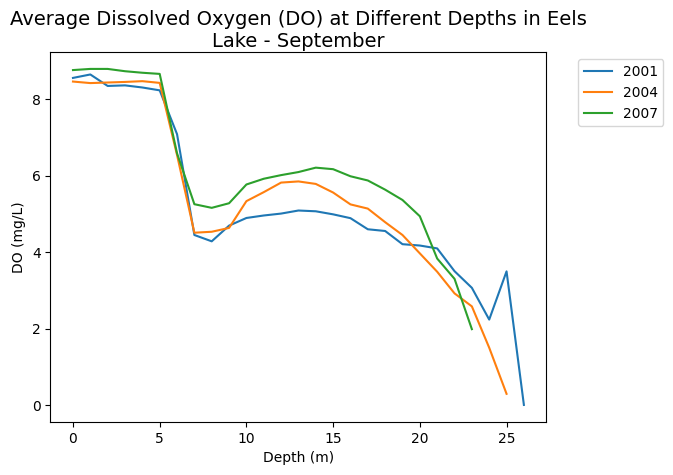 Average Dissolved Oxygen (DO) at Different Depths in Eels
Lake - September
2001
2004
2007
8
6
4
2
0
DO (mg/L)
0 5 10 15 20 25
Depth (m)